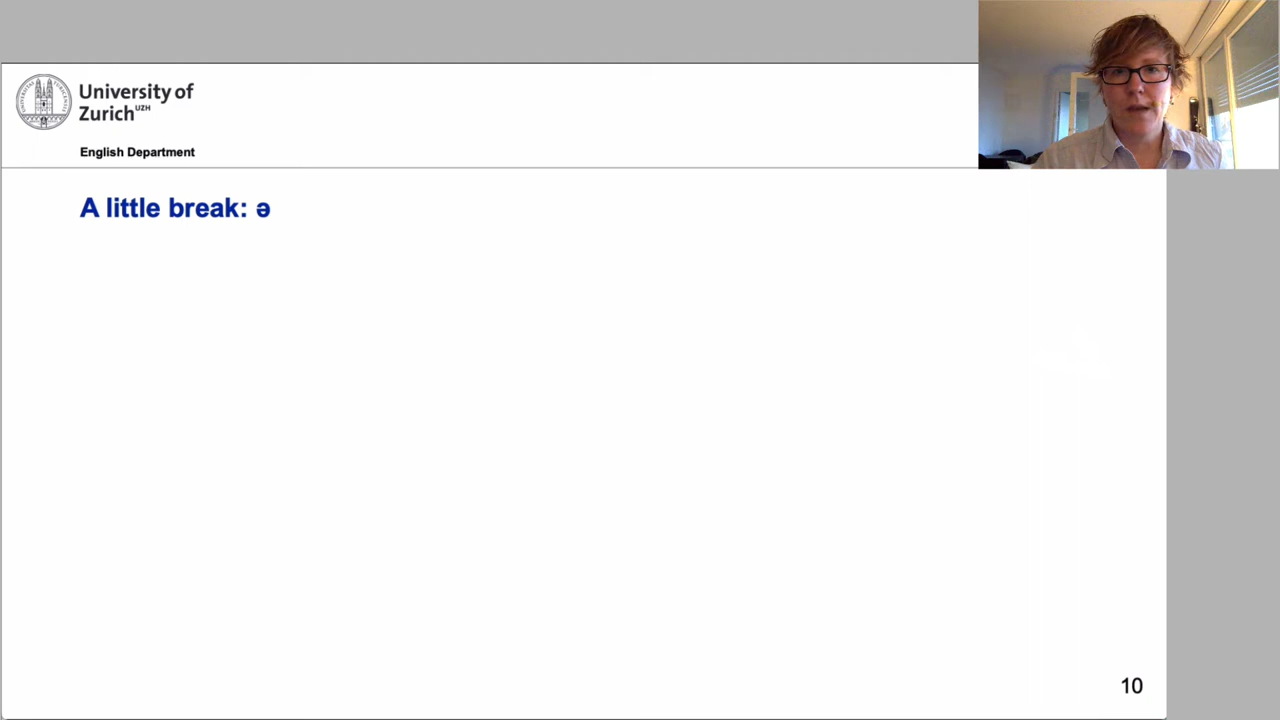 University of
Zurich UZH
English Department
A little break: ə
10